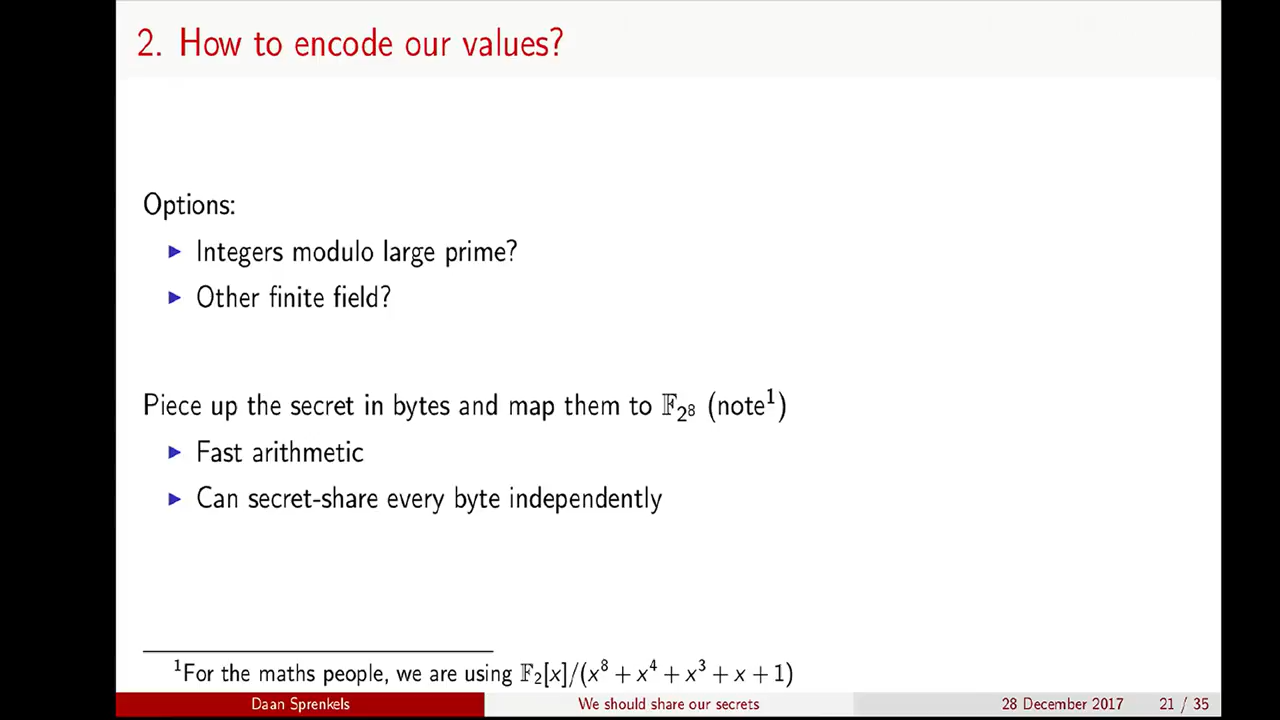 2. How to encode our values?
Options:
▶ Integers modulo large prime?
▶ Other finite field?
Piece up the secret in bytes and map them to 𝔽₂⁸ (note¹)
▶ Fast arithmetic
▶ Can secret-share every byte independently
¹For the maths people, we are using 𝔽₂[x]/(x⁸ + x⁴ + x³ + x + 1)
Daan Sprenkels We should share our secrets 28 December 2017 21 / 35